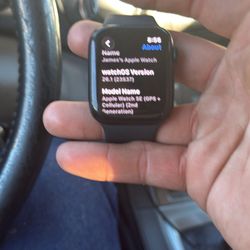 8:58
About
Name
James's Apple Watch
watchOS Version
26.1 (23S37)
Model Name
Apple Watch SE (GPS +
Cellular) (2nd
generation)